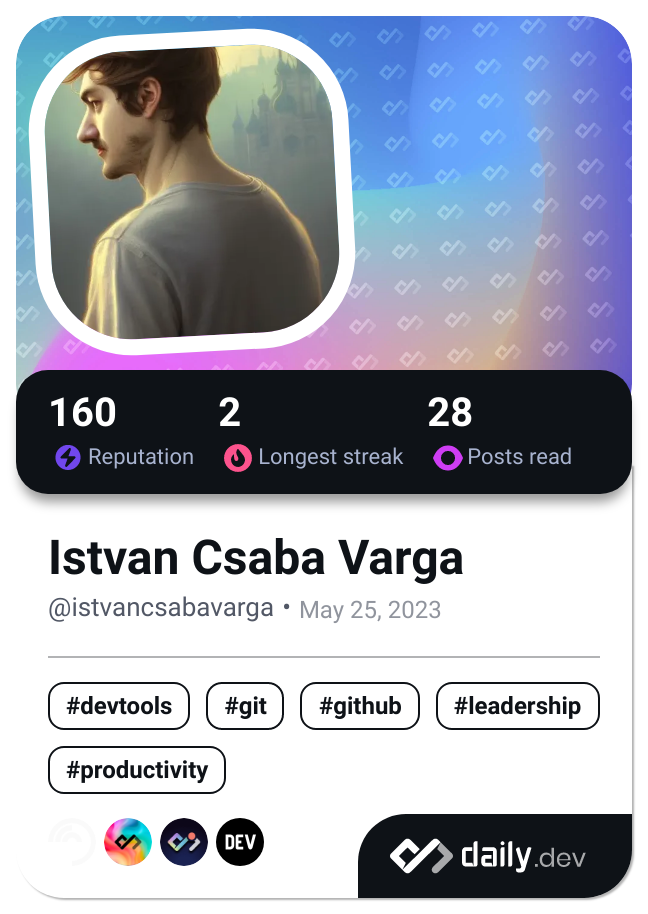 160 2 28
Reputation Longest streak Posts read
Istvan Csaba Varga
@istvancsabavarga • May 25, 2023
#devtools #git #github #leadership
#productivity
DEV
daily.dev